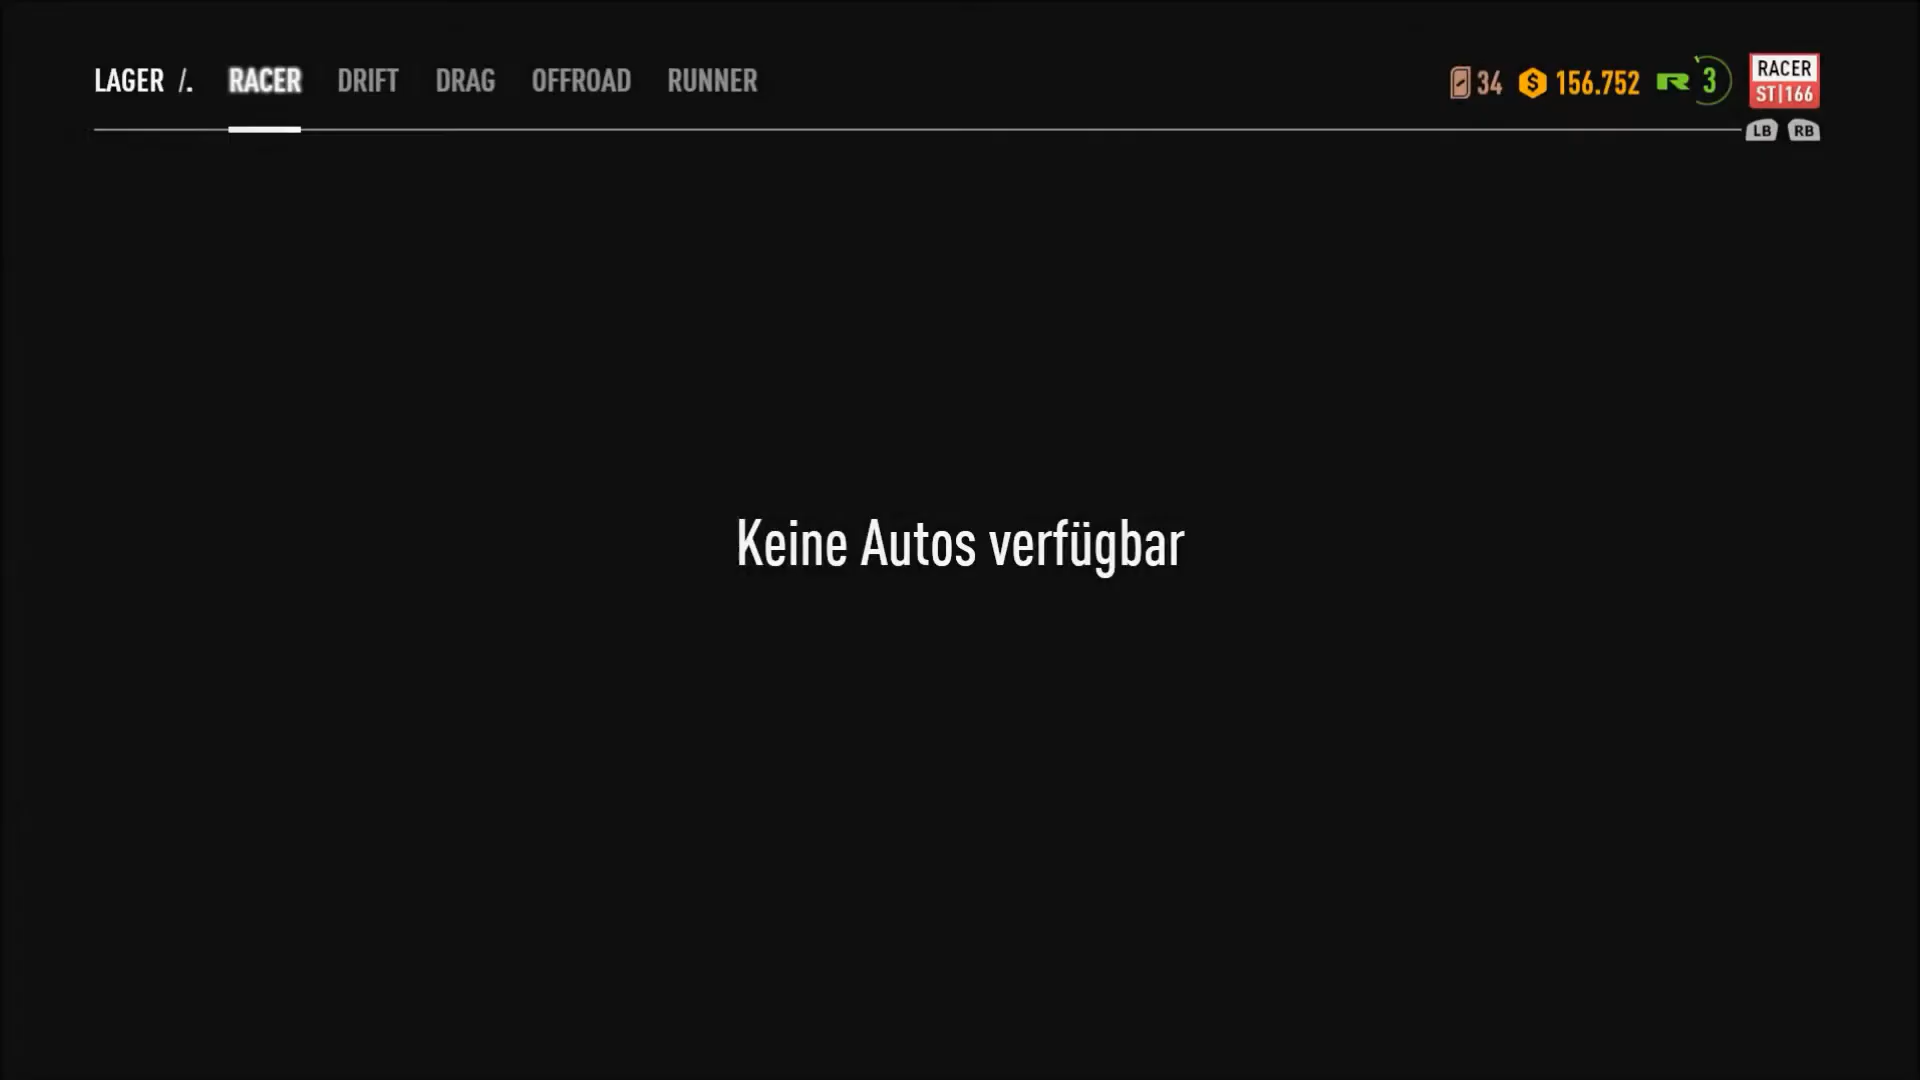 LAGER /. RACER DRIFT DRAG OFFROAD RUNNER
34 156.752 R 3
RACER
ST|166
LB RB
Keine Autos verfügbar